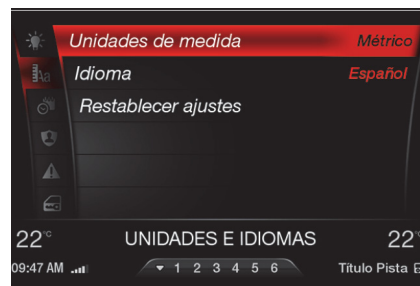 Unidades de medida Métrico
Idioma Español
Restablecer ajustes
Aa
22°C UNIDADES E IDIOMAS 22°
09:47 AM 1 2 3 4 5 6 Título Pista